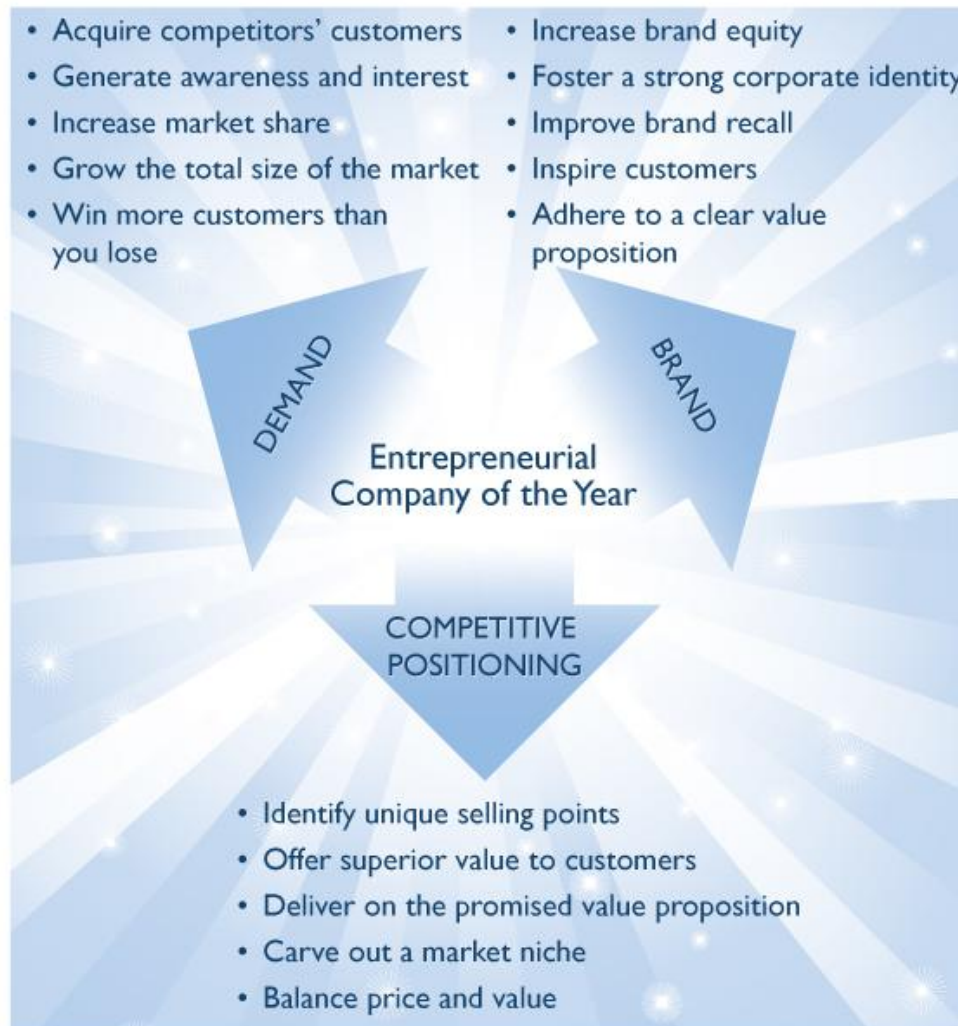 • Acquire competitors’ customers
• Generate awareness and interest
• Increase market share
• Grow the total size of the market
• Win more customers than
you lose
• Increase brand equity
• Foster a strong corporate identity
• Improve brand recall
• Inspire customers
• Adhere to a clear value
proposition
DEMAND
BRAND
Entrepreneurial
Company of the Year
COMPETITIVE
POSITIONING
• Identify unique selling points
• Offer superior value to customers
• Deliver on the promised value proposition
• Carve out a market niche
• Balance price and value